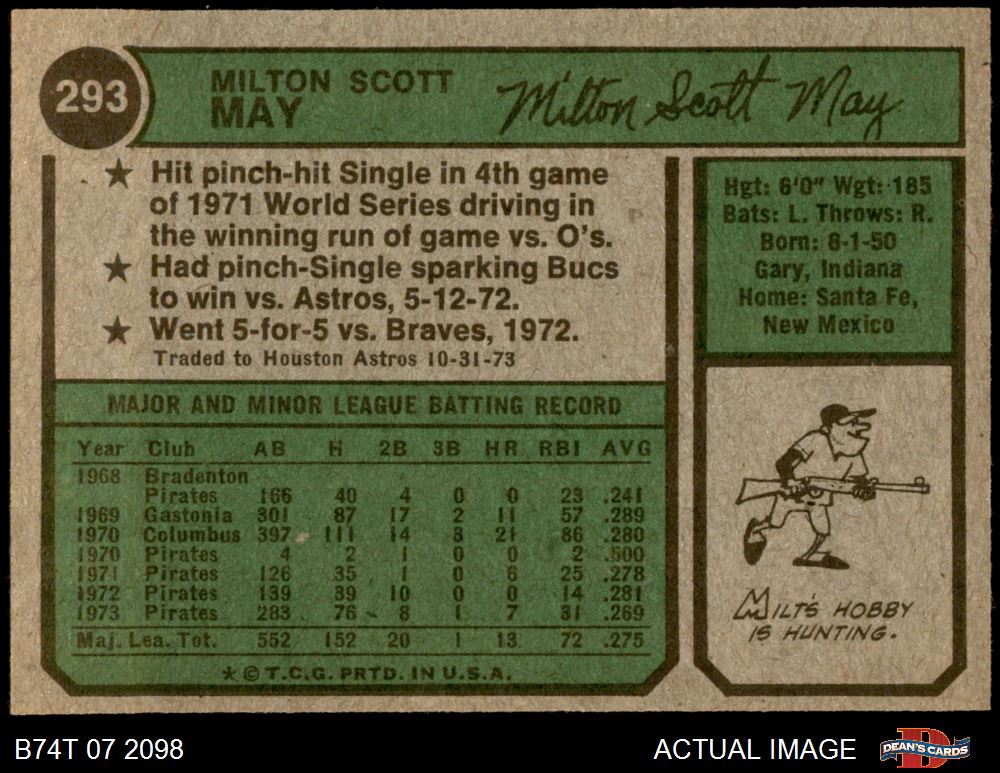 293
MILTON SCOTT
MAY
Milton Scott May
★ Hit pinch-hit Single in 4th game
of 1971 World Series driving in
the winning run of game vs. O's.
★ Had pinch-Single sparking Bucs
to win vs. Astros, 5-12-72.
★ Went 5-for-5 vs. Braves, 1972.
Traded to Houston Astros 10-31-73
Hgt: 6'0" Wgt: 185
Bats: L. Throws: R.
Born: 8-1-50
Gary, Indiana
Home: Santa Fe,
New Mexico
MAJOR AND MINOR LEAGUE BATTING RECORD
Year Club AB H 2B 3B HR RBI AVG
1968 Bradenton
Pirates 166 40 4 0 0 23 .241
1969 Gastonia 301 87 17 2 11 57 .289
1970 Columbus 397 111 14 3 21 86 .280
1970 Pirates 4 2 1 0 0 2 .500
1971 Pirates 126 35 1 0 6 25 .278
1972 Pirates 139 39 10 0 0 14 .281
1973 Pirates 283 76 8 1 7 31 .269
Maj. Lea. Tot. 552 152 20 1 13 72 .275
★ © T.C.G. PRTD. IN U.S.A.
MILT'S HOBBY
IS HUNTING.
B74T 07 2098
ACTUAL IMAGE
DEAN'S CARDS